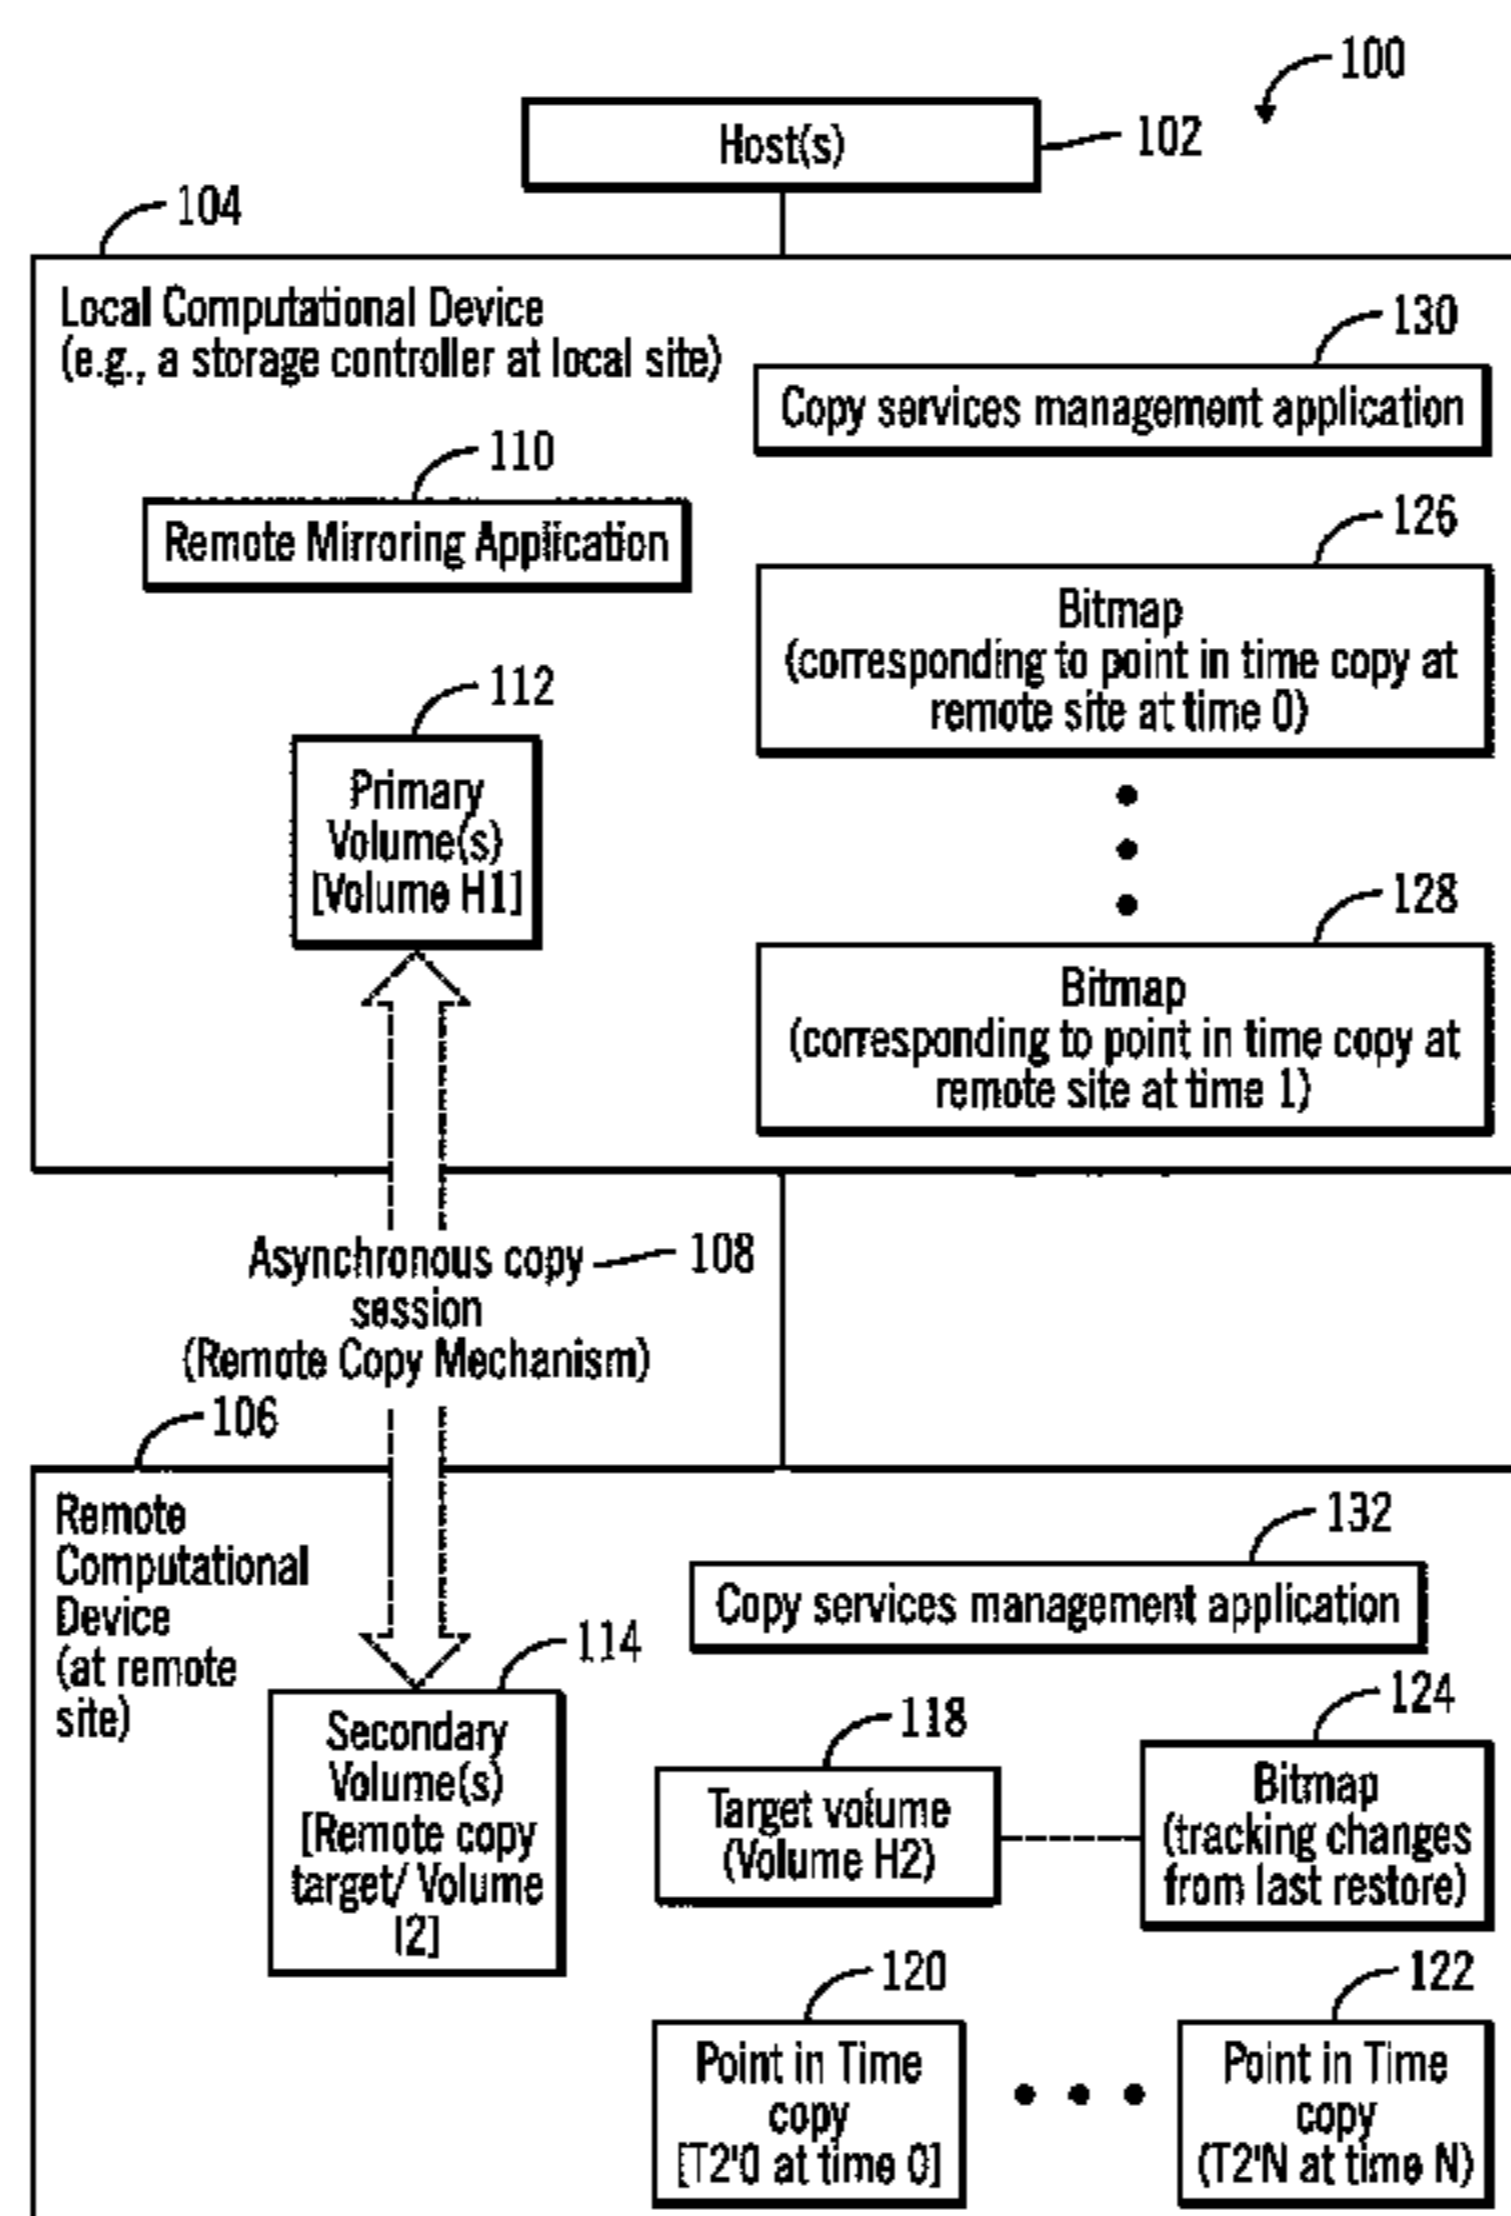 100
Host(s)
102
104
Local Computational Device
(e.g., a storage controller at local site)
130
Copy services management application
110
Remote Mirroring Application
126
Bitmap
(corresponding to point in time copy at
remote site at time 0)
112
Primary
Volume(s)
[Volume H1]
128
Bitmap
(corresponding to point in time copy at
remote site at time 1)
Asynchronous copy
session
(Remote Copy Mechanism)
108
106
Remote
Computational
Device
(at remote
site)
132
Copy services management application
114
Secondary
Volume(s)
[Remote copy
target/ Volume
I2]
118
Target volume
(Volume H2)
124
Bitmap
(tracking changes
from last restore)
120
Point in Time
copy
[T2'0 at time 0]
122
Point in Time
copy
(T2'N at time N)